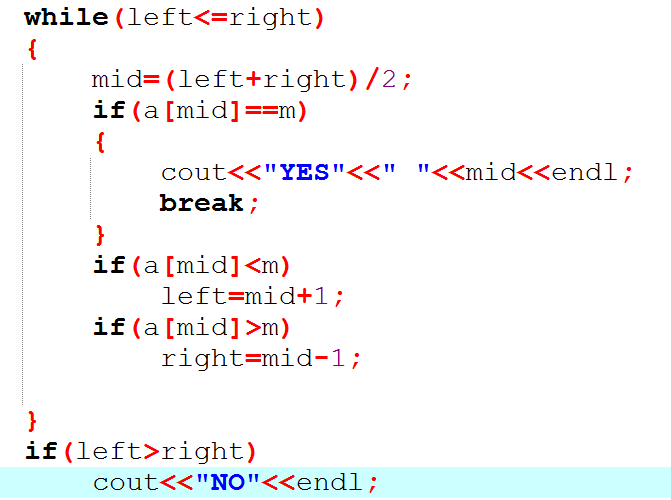 while(left<=right)
{
mid=(left+right)/2;
if(a[mid]==m)
{
cout<<"YES"<<" "<<mid<<endl;
break;
}
if(a[mid]<m)
left=mid+1;
if(a[mid]>m)
right=mid-1;
}
if(left>right)
cout<<"NO"<<endl;